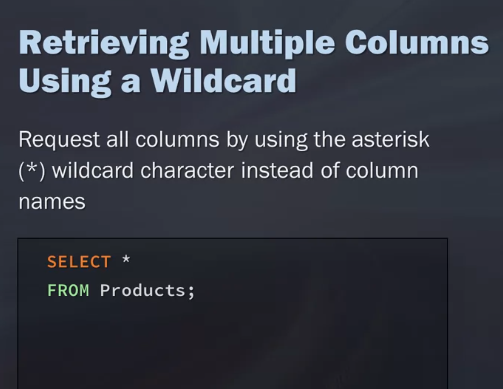 Retrieving Multiple Columns
Using a Wildcard
Request all columns by using the asterisk
(*) wildcard character instead of column
names
SELECT *
FROM Products;